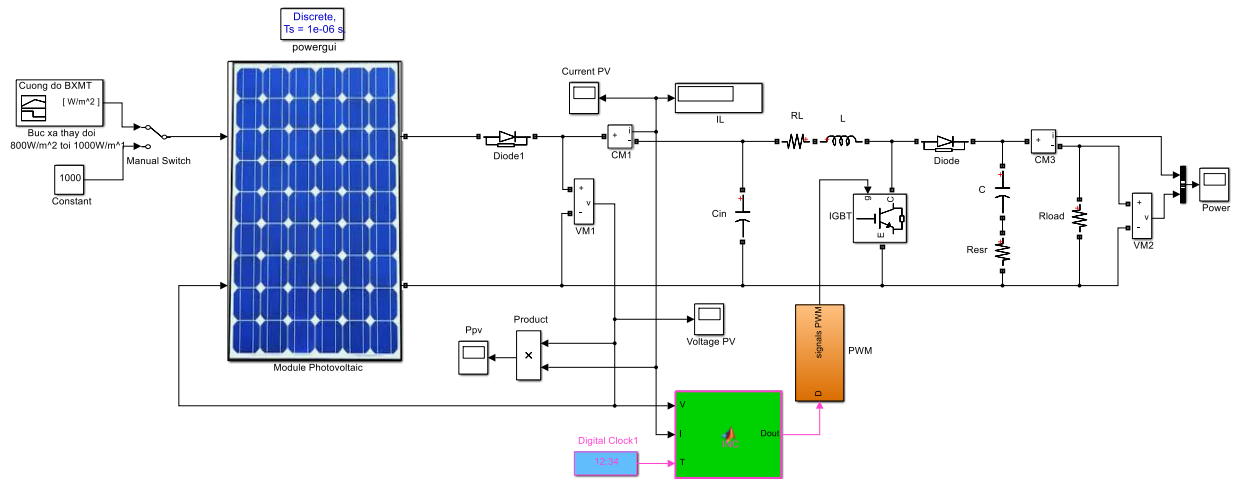 Discrete,
Ts = 1e-06 s.
powergui
Cuong do BXMT
[ W/m^2 ]
Buc xa thay doi
800W/m^2 toi 1000W/m^
Manual Switch
1000
Constant
Module Photovoltaic
Diode1
Current PV
CM1
i
+
-
IL
VM1
+
v
-
Cin
+
RL
+
L
+
g
C
E
IGBT
Diode
C
+
Resr
+
CM3
i
+
-
Rload
+
VM2
+
v
-
Power
Ppv
Product
×
Voltage PV
signals PWM
D
PWM
V
I
T
Dout
INC
Digital Clock1
12:34